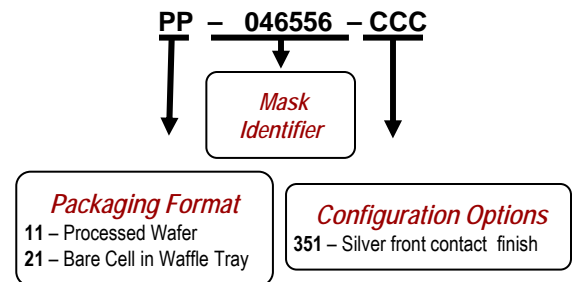 PP – 046556 – CCC
Mask
Identifier
Packaging Format
11 – Processed Wafer
21 – Bare Cell in Waffle Tray
Configuration Options
351 – Silver front contact finish